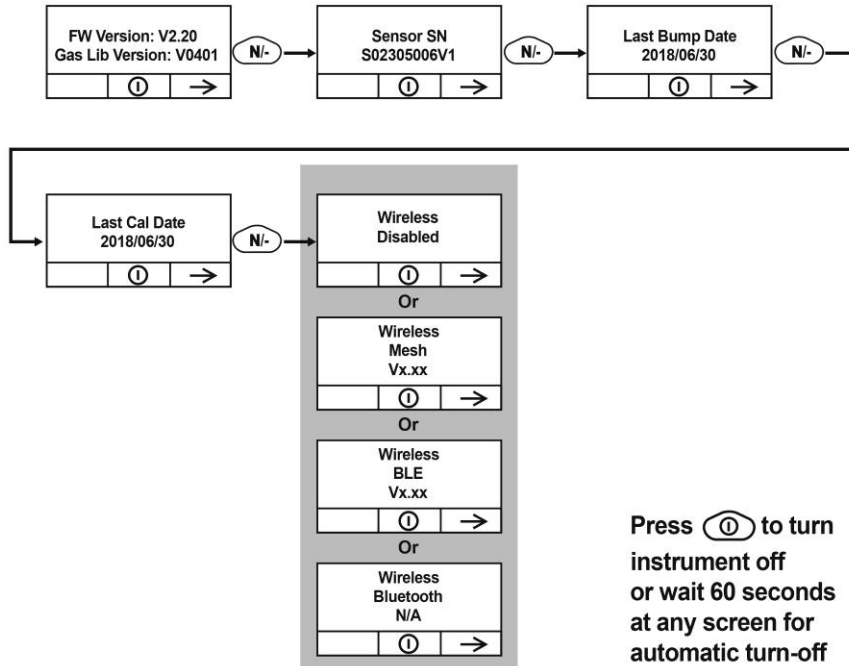 FW Version: V2.20
Gas Lib Version: V0401
N/-
Sensor SN
S02305006V1
N/-
Last Bump Date
2018/06/30
N/-
Last Cal Date
2018/06/30
N/-
Wireless
Disabled
Or
Wireless
Mesh
Vx.xx
Or
Wireless
BLE
Vx.xx
Or
Wireless
Bluetooth
N/A
Press to turn
instrument off
or wait 60 seconds
at any screen for
automatic turn-off